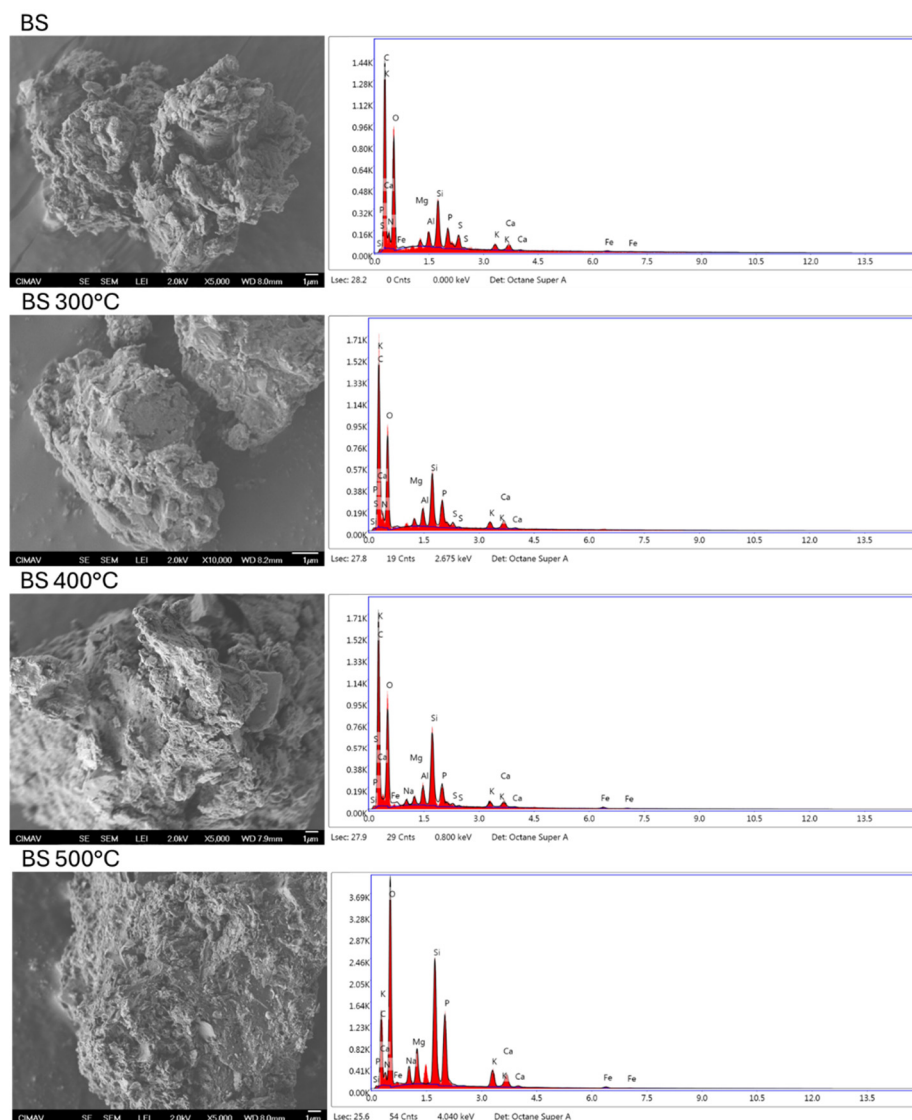 BS
1.44K
1.28K
1.12K
0.96K
0.80K
0.64K
0.48K
0.32K
0.16K
0.00K
C
K
O
Ca
P
S
N
Si
Fe
Mg
Al
Si
P
S
S
K
Ca
K
Ca
Fe
Fe
0.0 1.5 3.0 4.5 6.0 7.5 9.0 10.5 12.0 13.5
CIMAV SE SEM LEI 2.0kV X5,000 WD 8.0mm 1µm
Lsec: 28.2 0 Cnts 0.000 keV Det: Octane Super A
BS 300°C
1.71K
1.52K
1.33K
1.14K
0.95K
0.76K
0.57K
0.38K
0.19K
0.00K
K
C
O
Ca
P
S
N
Si
Mg
Al
Si
P
S
S
K
Ca
K
Ca
0.0 1.5 3.0 4.5 6.0 7.5 9.0 10.5 12.0 13.5
CIMAV SE SEM LEI 2.0kV X10,000 WD 8.2mm 1µm
Lsec: 27.8 19 Cnts 2.675 keV Det: Octane Super A
BS 400°C
1.71K
1.52K
1.33K
1.14K
0.95K
0.76K
0.57K
0.38K
0.19K
0.00K
K
C
O
S
Ca
P
Si
Fe
Na
Mg
Al
Si
P
S
S
K
Ca
K
Ca
Fe
Fe
0.0 1.5 3.0 4.5 6.0 7.5 9.0 10.5 12.0 13.5
CIMAV SE SEM LEI 2.0kV X5,000 WD 7.9mm 1µm
Lsec: 27.9 29 Cnts 0.800 keV Det: Octane Super A
BS 500°C
3.69K
3.28K
2.87K
2.46K
2.05K
1.64K
1.23K
0.82K
0.41K
0.00K
O
K
C
Ca
P
N
Si
Fe
Na
Mg
Si
P
K
Ca
K
Ca
Fe
Fe
0.0 1.5 3.0 4.5 6.0 7.5 9.0 10.5 12.0 13.5
CIMAV SE SEM LEI 2.0kV X5,000 WD 8.0mm 1µm
Lsec: 25.6 54 Cnts 4.040 keV Det: Octane Super A